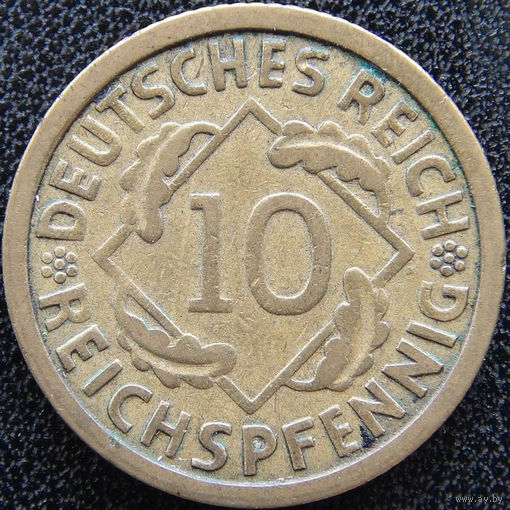 DEUTSCHES REICH
10
REICHSPFENNIG
www.ay.by